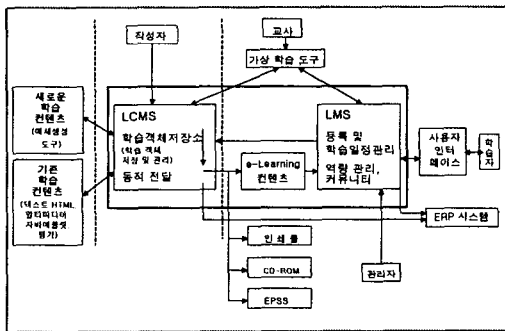 작성자
교사
가상 학습 도구
새로운
학습
컨텐츠
도구)
기존
학습
컨텐츠
(텍스트 HTML
멀티미디어
자바애플릿
평가)
LCMS
학습객체저장소
(학습 객체
저장 및 관리)
동적 전달
e-Learning
컨텐츠
LMS
등록 및
학습일정관리
역량 관리,
커뮤니티
사용자
인터
페이스
학습자
ERP 시스템
인쇄물
CD-ROM
EPSS
관리자